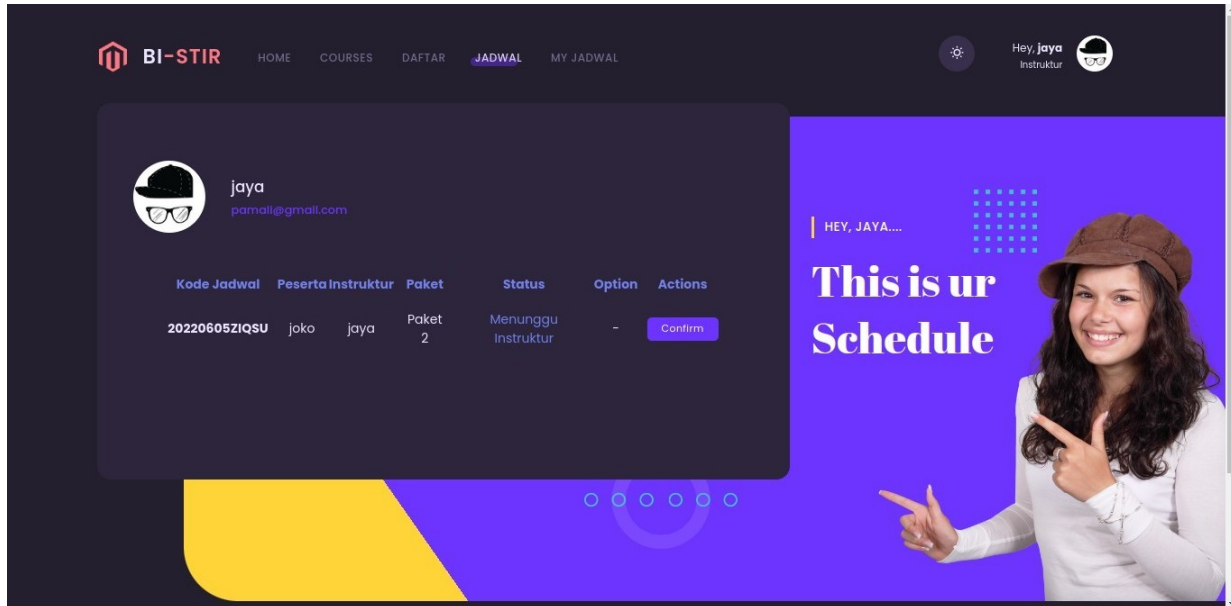 BI-STIR HOME COURSES DAFTAR JADWAL MY JADWAL
Hey, jaya
Instruktur
jaya
pamali@gmail.com
Kode Jadwal Peserta Instruktur Paket Status Option Actions
20220605ZIQSU joko jaya Paket 2 Menunggu Instruktur - Confirm
HEY, JAYA....
This is ur
Schedule